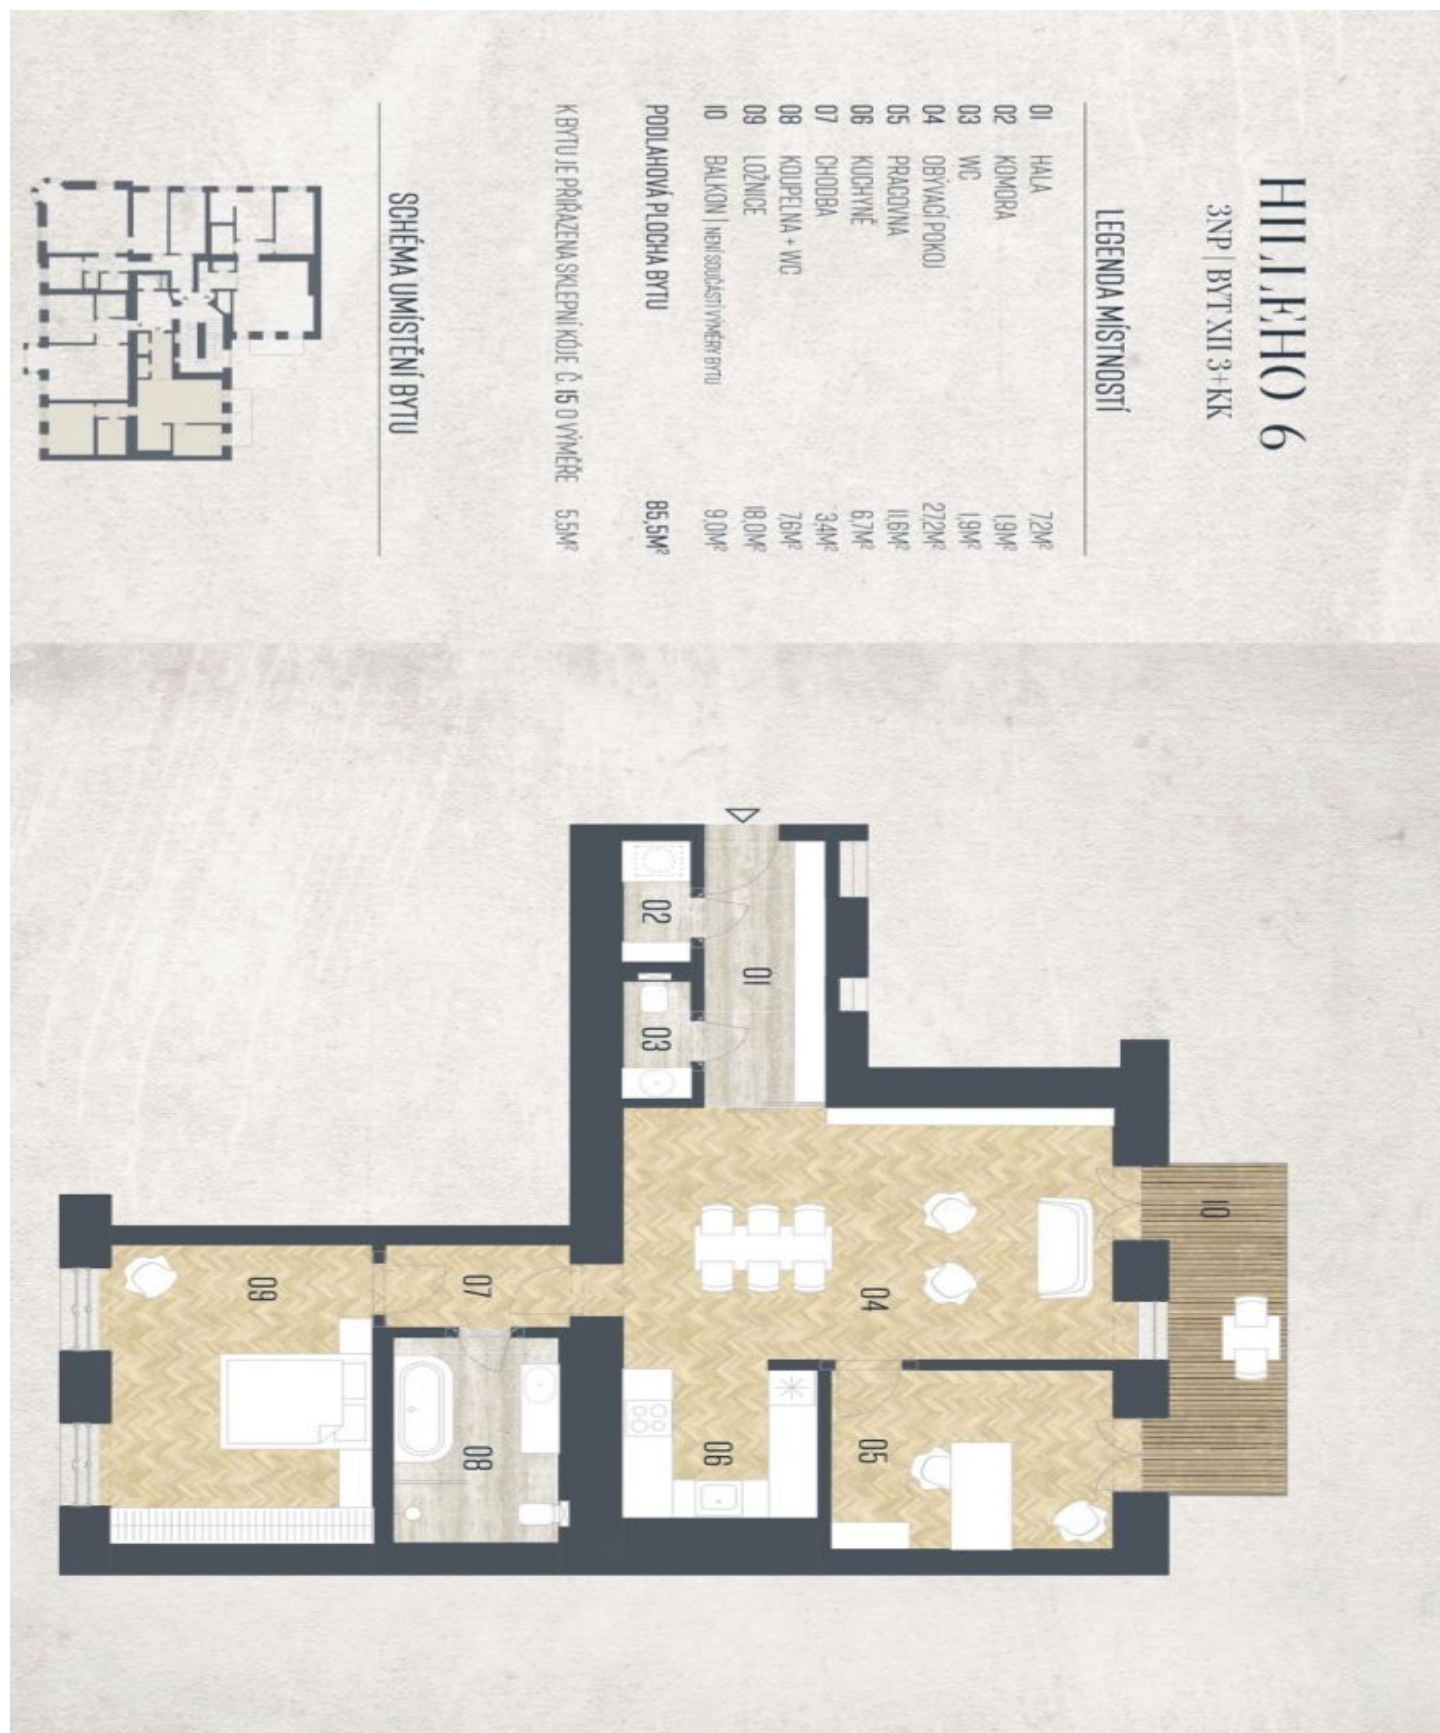 HILLEHO 6
3NP | BYT XII 3+KK
LEGENDA MÍSTNOSTÍ
01 HALA 7,2M²
02 KOMORA 1,9M²
03 WC 1,9M²
04 OBÝVACÍ POKOJ 27,2M²
05 PRACOVNA 11,6M²
06 KUCHYNĚ 6,7M²
07 CHODBA 3,4M²
08 KOUPELNA + WC 7,6M²
09 LOŽNICE 18,0M²
10 BALKON | NENÍ SOUČÁSTÍ VÝMĚRY BYTU 9,0M²
PODLAHOVÁ PLOCHA BYTU 85,5M²
K BYTU JE PŘIŘAZENA SKLEPNÍ KÓJE Č. 15 O VÝMĚŘE 5,5M²
SCHÉMA UMÍSTĚNÍ BYTU
10
04
05
01
06
02
03
07
08
09